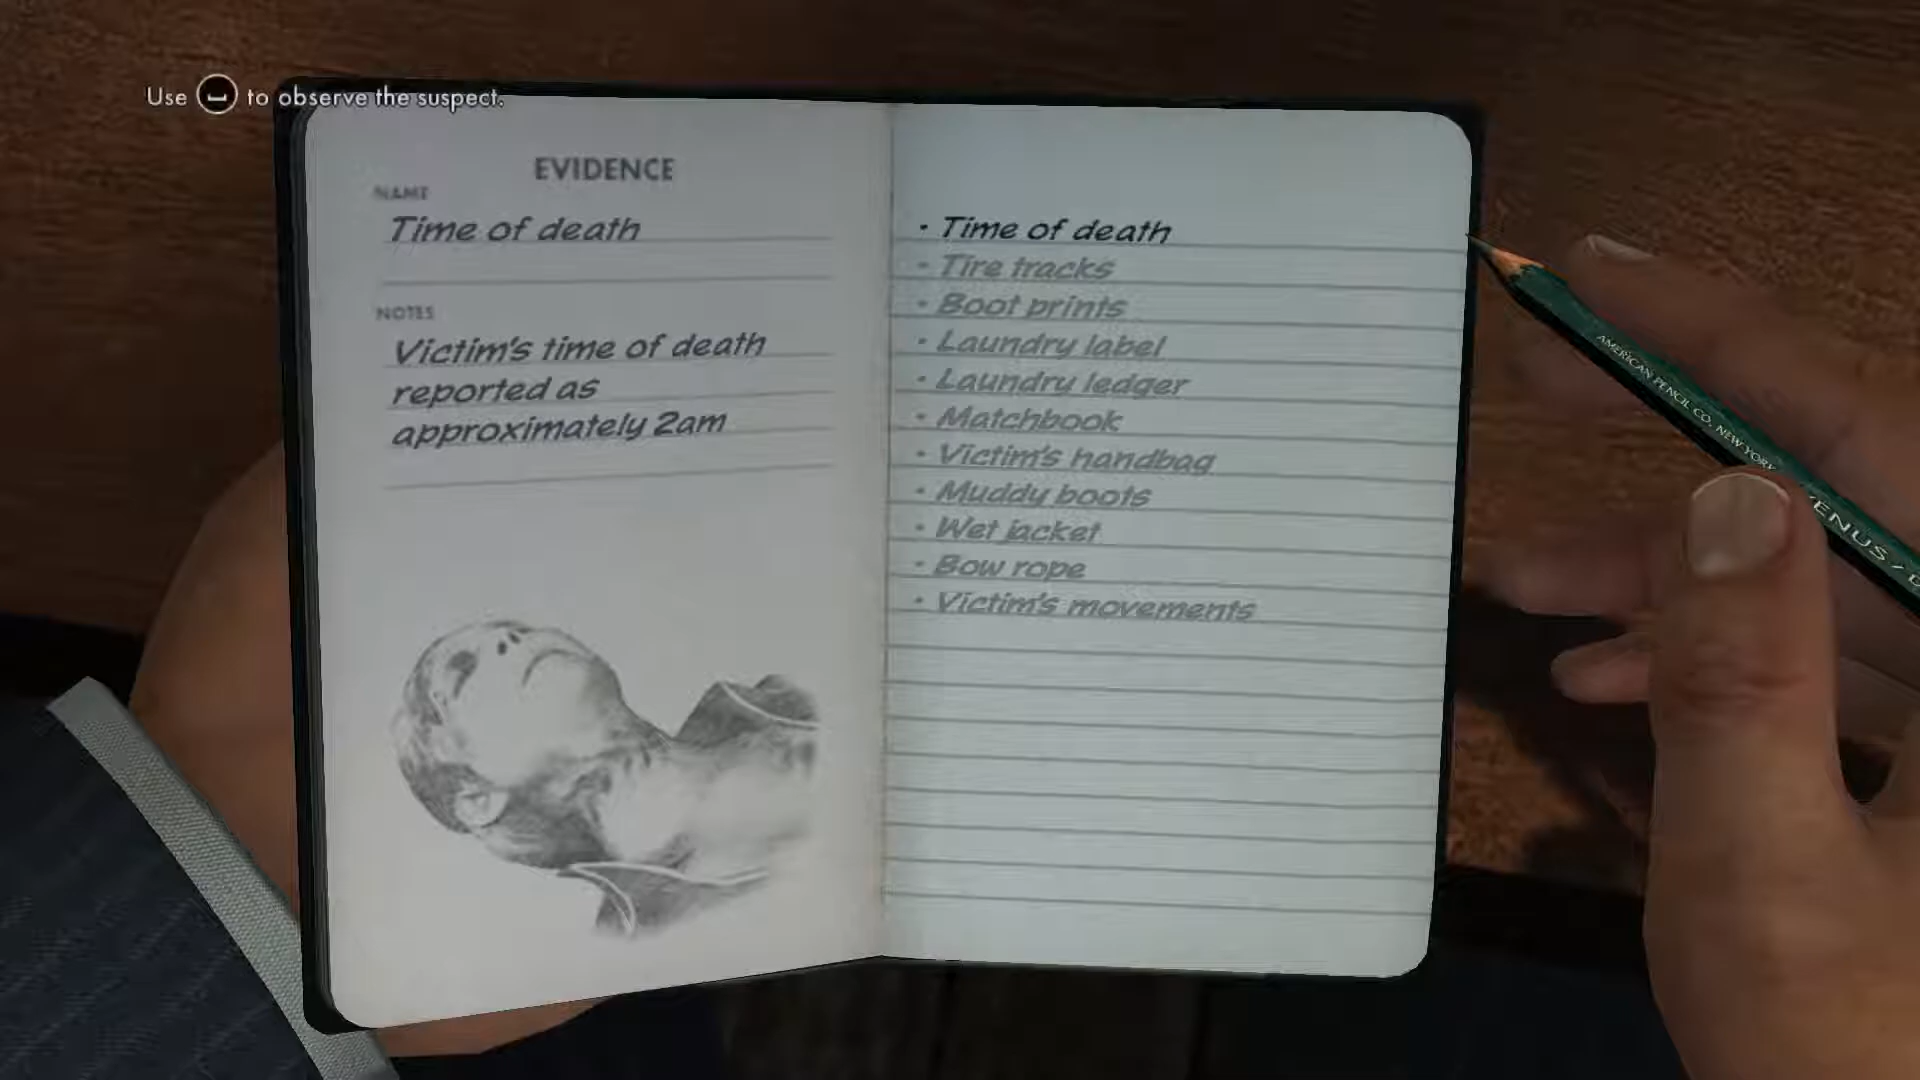 Use to observe the suspect.
EVIDENCE
NAME
Time of death
NOTES
Victim's time of death
reported as
approximately 2am
• Time of death
• Tire tracks
• Boot prints
• Laundry label
• Laundry ledger
• Matchbook
• Victim's handbag
• Muddy boots
• Wet jacket
• Bow rope
• Victim's movements
AMERICAN PENCIL CO. NEW YORK